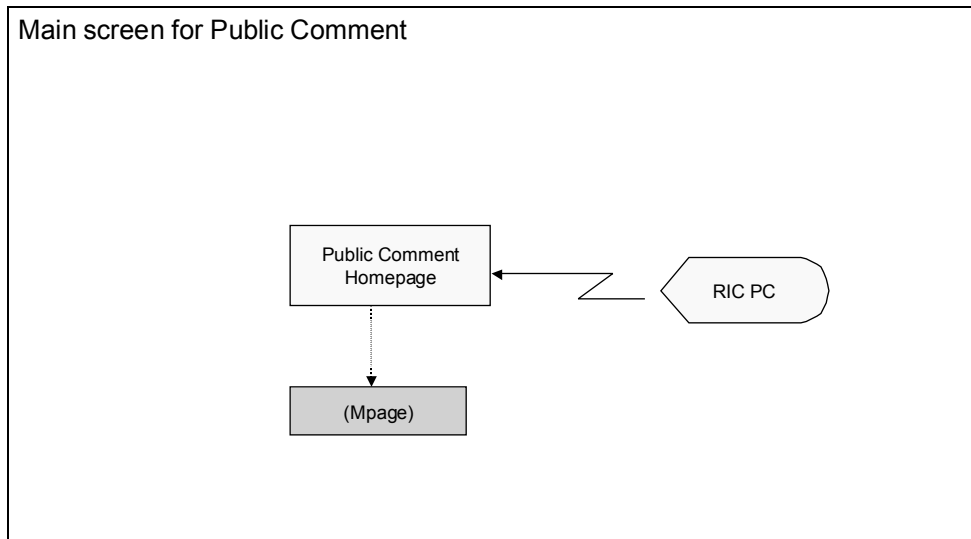 Main screen for Public Comment
Public Comment
Homepage
RIC PC
(Mpage)